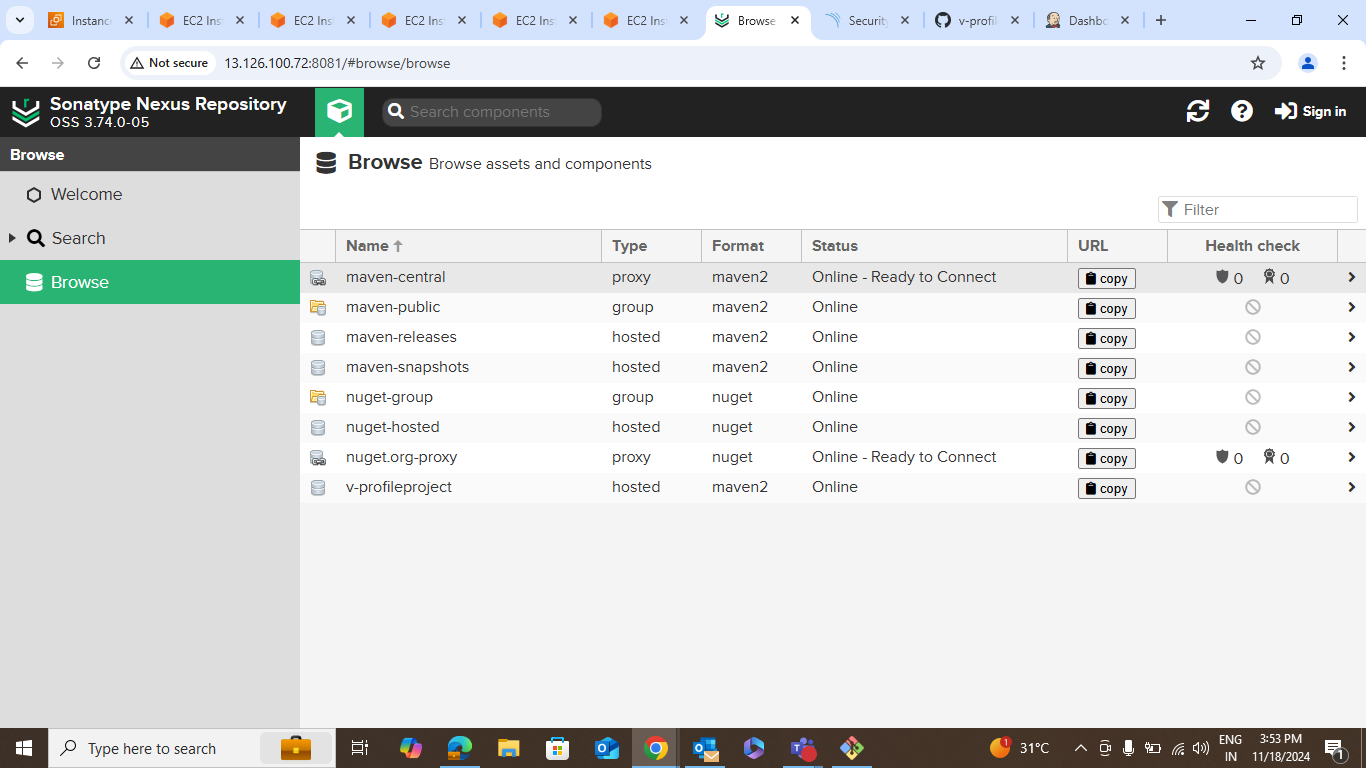 Instance
EC2 Ins
EC2 Ins
EC2 Ins
EC2 Ins
EC2 Ins
Browse
Security
v-profil
Dashbo
Not secure
13.126.100.72:8081/#browse/browse
Sonatype Nexus Repository
OSS 3.74.0-05
Search components
Sign in
Browse
Welcome
Search
Browse
Browse Browse assets and components
Filter
Name Type Format Status URL Health check
maven-central proxy maven2 Online - Ready to Connect copy 0 0
maven-public group maven2 Online copy
maven-releases hosted maven2 Online copy
maven-snapshots hosted maven2 Online copy
nuget-group group nuget Online copy
nuget-hosted hosted nuget Online copy
nuget.org-proxy proxy nuget Online - Ready to Connect copy 0 0
v-profileproject hosted maven2 Online copy
Type here to search
1
31°C
ENG
IN
3:53 PM
11/18/2024
1